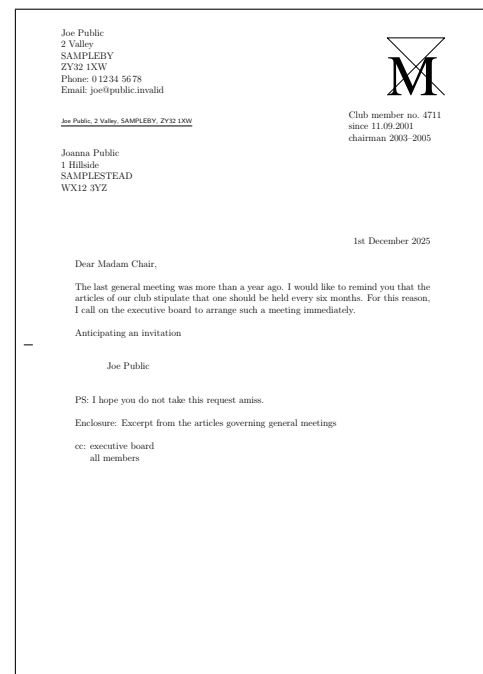 Joe Public
2 Valley
SAMPLEBY
ZY32 1XW
Phone: 0 12 34 56 78
Email: joe@public.invalid
M
Club member no. 4711
since 11.09.2001
chairman 2003–2005
Joe Public, 2 Valley, SAMPLEBY, ZY32 1XW
Joanna Public
1 Hillside
SAMPLESTEAD
WX12 3YZ
1st December 2025
Dear Madam Chair,
The last general meeting was more than a year ago. I would like to remind you that the
articles of our club stipulate that one should be held every six months. For this reason,
I call on the executive board to arrange such a meeting immediately.
Anticipating an invitation
Joe Public
PS: I hope you do not take this request amiss.
Enclosure: Excerpt from the articles governing general meetings
cc: executive board
all members